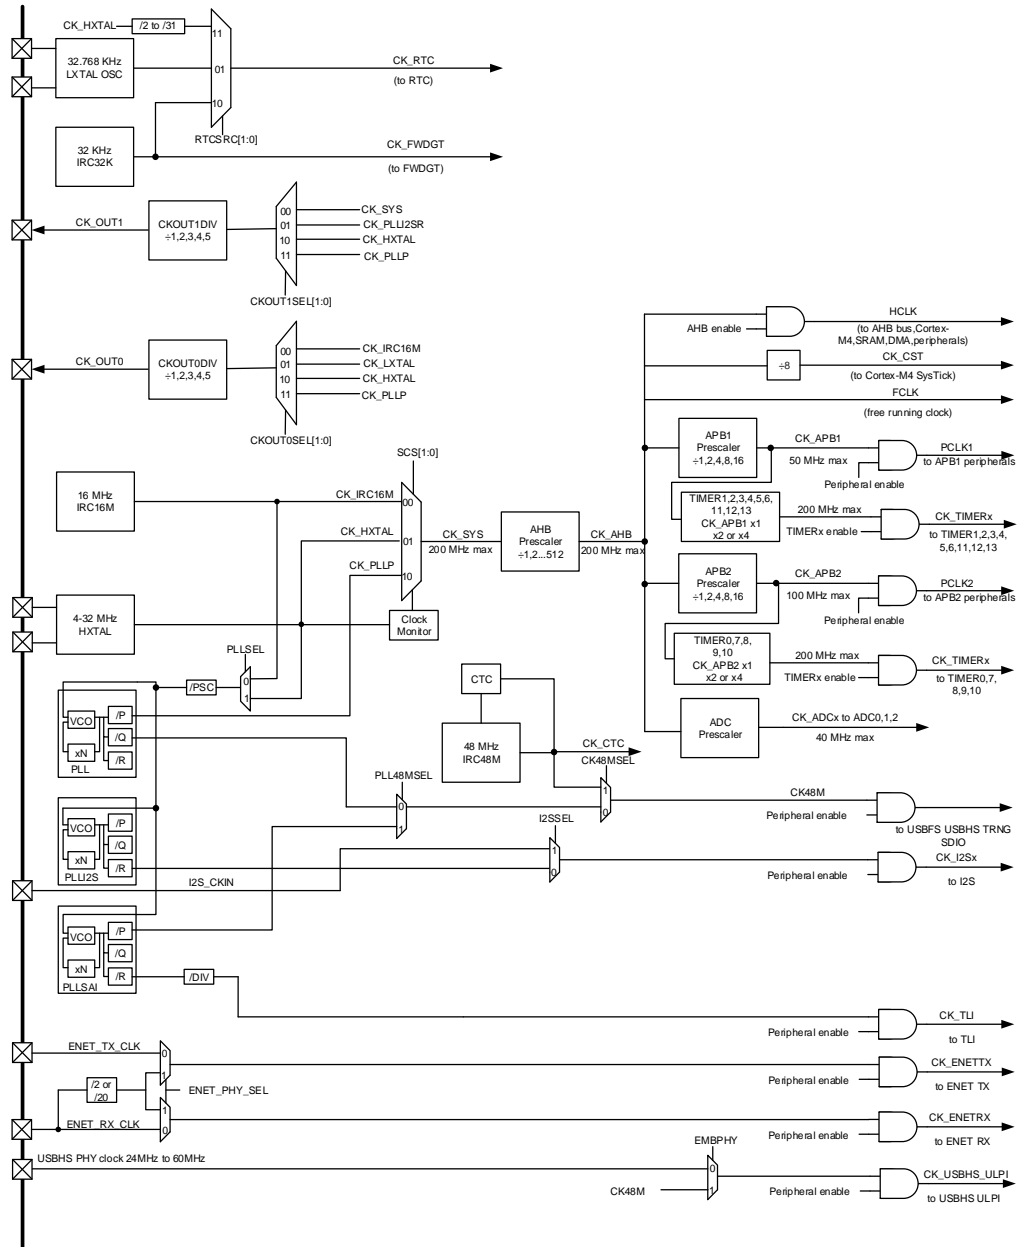 CK_HXTAL
/2 to /31
11
32.768 KHz
LXTAL OSC
01
CK_RTC
(to RTC)
10
RTCSRC[1:0]
32 KHz
IRC32K
CK_FWDGT
(to FWDGT)
CK_OUT1
CKOUT1DIV
÷1,2,3,4,5
00
01
10
11
CK_SYS
CK_PLLI2SR
CK_HXTAL
CK_PLLP
CKOUT1SEL[1:0]
CK_OUT0
CKOUT0DIV
÷1,2,3,4,5
00
01
10
11
CK_IRC16M
CK_LXTAL
CK_HXTAL
CK_PLLP
CKOUT0SEL[1:0]
AHB enable
HCLK
(to AHB bus,Cortex-
M4,SRAM,DMA,peripherals)
÷8
CK_CST
(to Cortex-M4 SysTick)
FCLK
(free running clock)
APB1
Prescaler
÷1,2,4,8,16
CK_APB1
50 MHz max
Peripheral enable
PCLK1
to APB1 peripherals
TIMER1,2,3,4,5,6,
11,12,13
CK_APB1 x1
x2 or x4
200 MHz max
TIMERx enable
CK_TIMERx
to TIMER1,2,3,4,
5,6,11,12,13
SCS[1:0]
16 MHz
IRC16M
CK_IRC16M
00
CK_HXTAL
01
CK_PLLP
10
CK_SYS
200 MHz max
AHB
Prescaler
÷1,2...512
CK_AHB
200 MHz max
APB2
Prescaler
÷1,2,4,8,16
CK_APB2
100 MHz max
Peripheral enable
PCLK2
to APB2 peripherals
4-32 MHz
HXTAL
Clock
Monitor
TIMER0,7,8,
9,10
CK_APB2 x1
x2 or x4
200 MHz max
TIMERx enable
CK_TIMERx
to TIMER0,7,
8,9,10
PLLSEL
0
1
/PSC
CTC
48 MHz
IRC48M
CK_CTC
CK48MSEL
1
0
ADC
Prescaler
CK_ADCx to ADC0,1,2
40 MHz max
VCO
xN
/P
/Q
/R
PLL
PLL48MSEL
0
1
CK48M
Peripheral enable
to USBFS USBHS TRNG
SDIO
VCO
xN
/P
/Q
/R
PLLI2S
I2SSEL
1
0
I2S_CKIN
Peripheral enable
CK_I2Sx
to I2S
VCO
xN
/P
/Q
/R
PLLSAI
/DIV
Peripheral enable
CK_TLI
to TLI
ENET_TX_CLK
0
1
/2 or
/20
ENET_PHY_SEL
Peripheral enable
CK_ENETTX
to ENET TX
1
0
ENET_RX_CLK
Peripheral enable
CK_ENETRX
to ENET RX
USBHS PHY clock 24MHz to 60MHz
EMBPHY
0
1
CK48M
Peripheral enable
CK_USBHS_ULPI
to USBHS ULPI